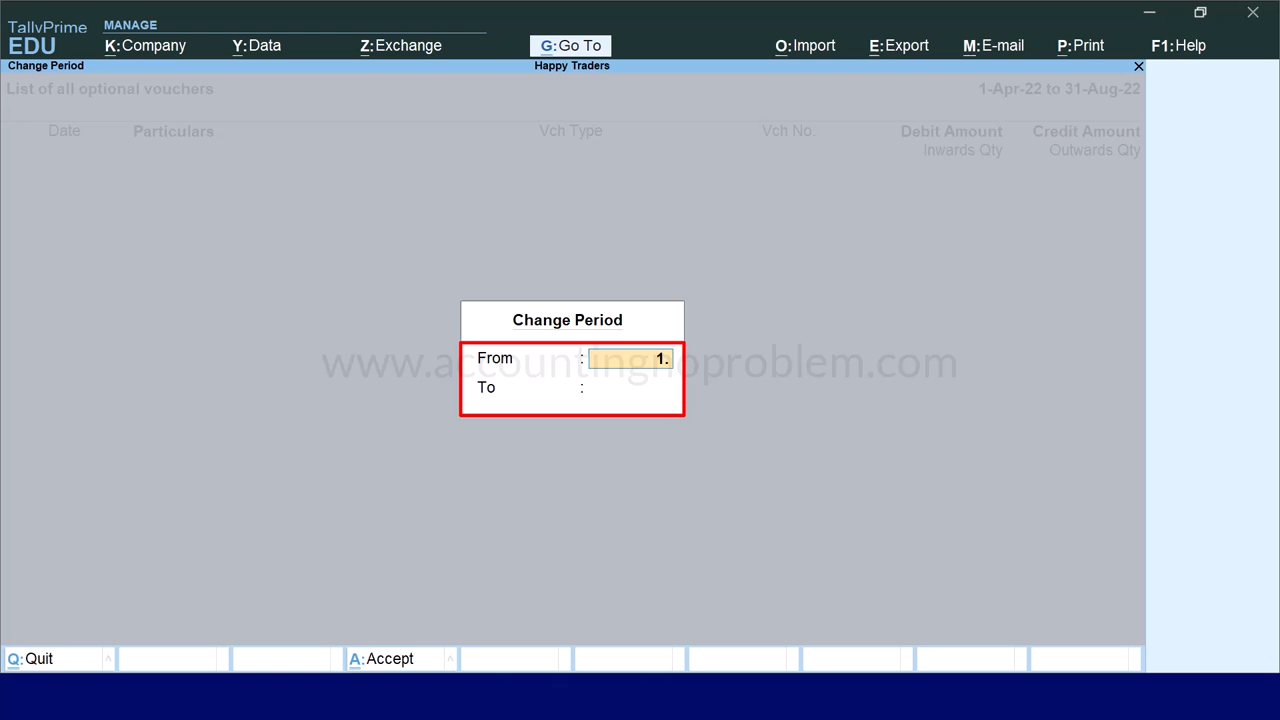 TallyPrime MANAGE
EDU K:Company Y:Data Z:Exchange G:Go To O:Import E:Export M:E-mail P:Print F1:Help
Change Period Happy Traders
List of all optional vouchers 1-Apr-22 to 31-Aug-22
Date Particulars Vch Type Vch No. Debit Amount Credit Amount
Inwards Qty Outwards Qty
Change Period
From : 1.
www.accountingnoproblem.com
To :
Q:Quit A:Accept